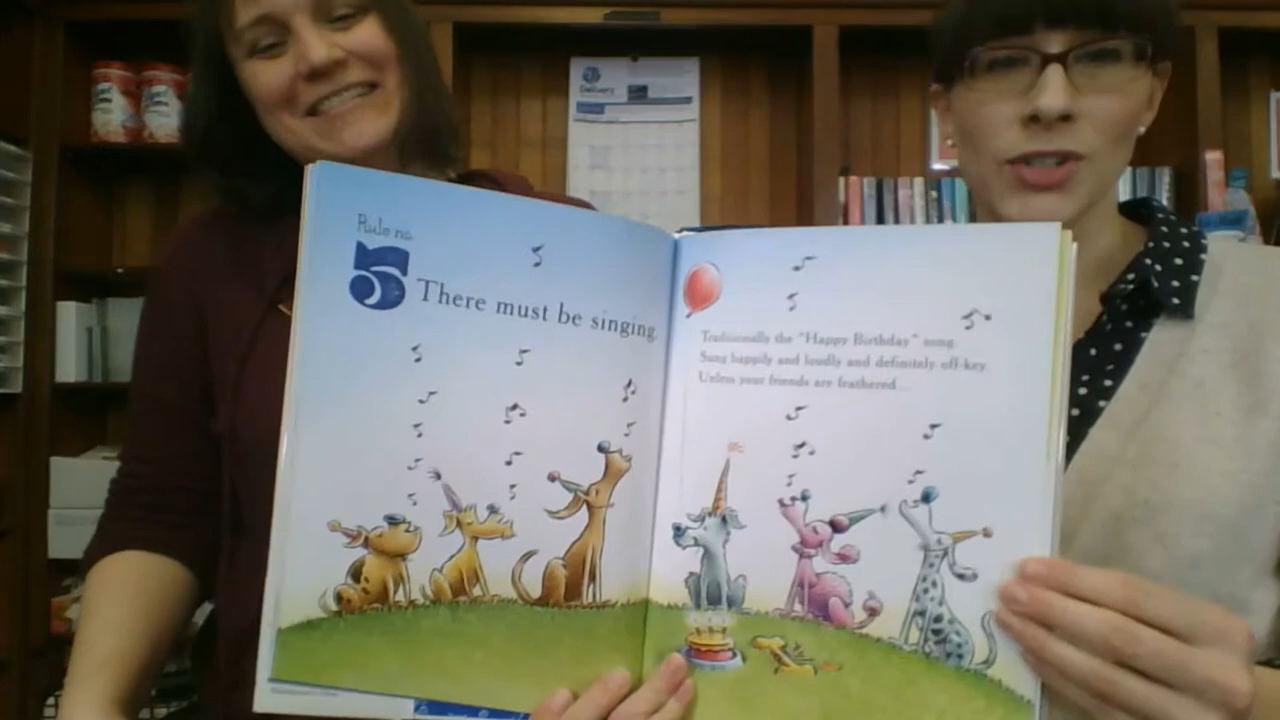 Rule no.
5 There must be singing.
Traditionally the "Happy Birthday" song.
Sung happily and loudly and definitely off-key.
Unless your friends are feathered...
Delivery